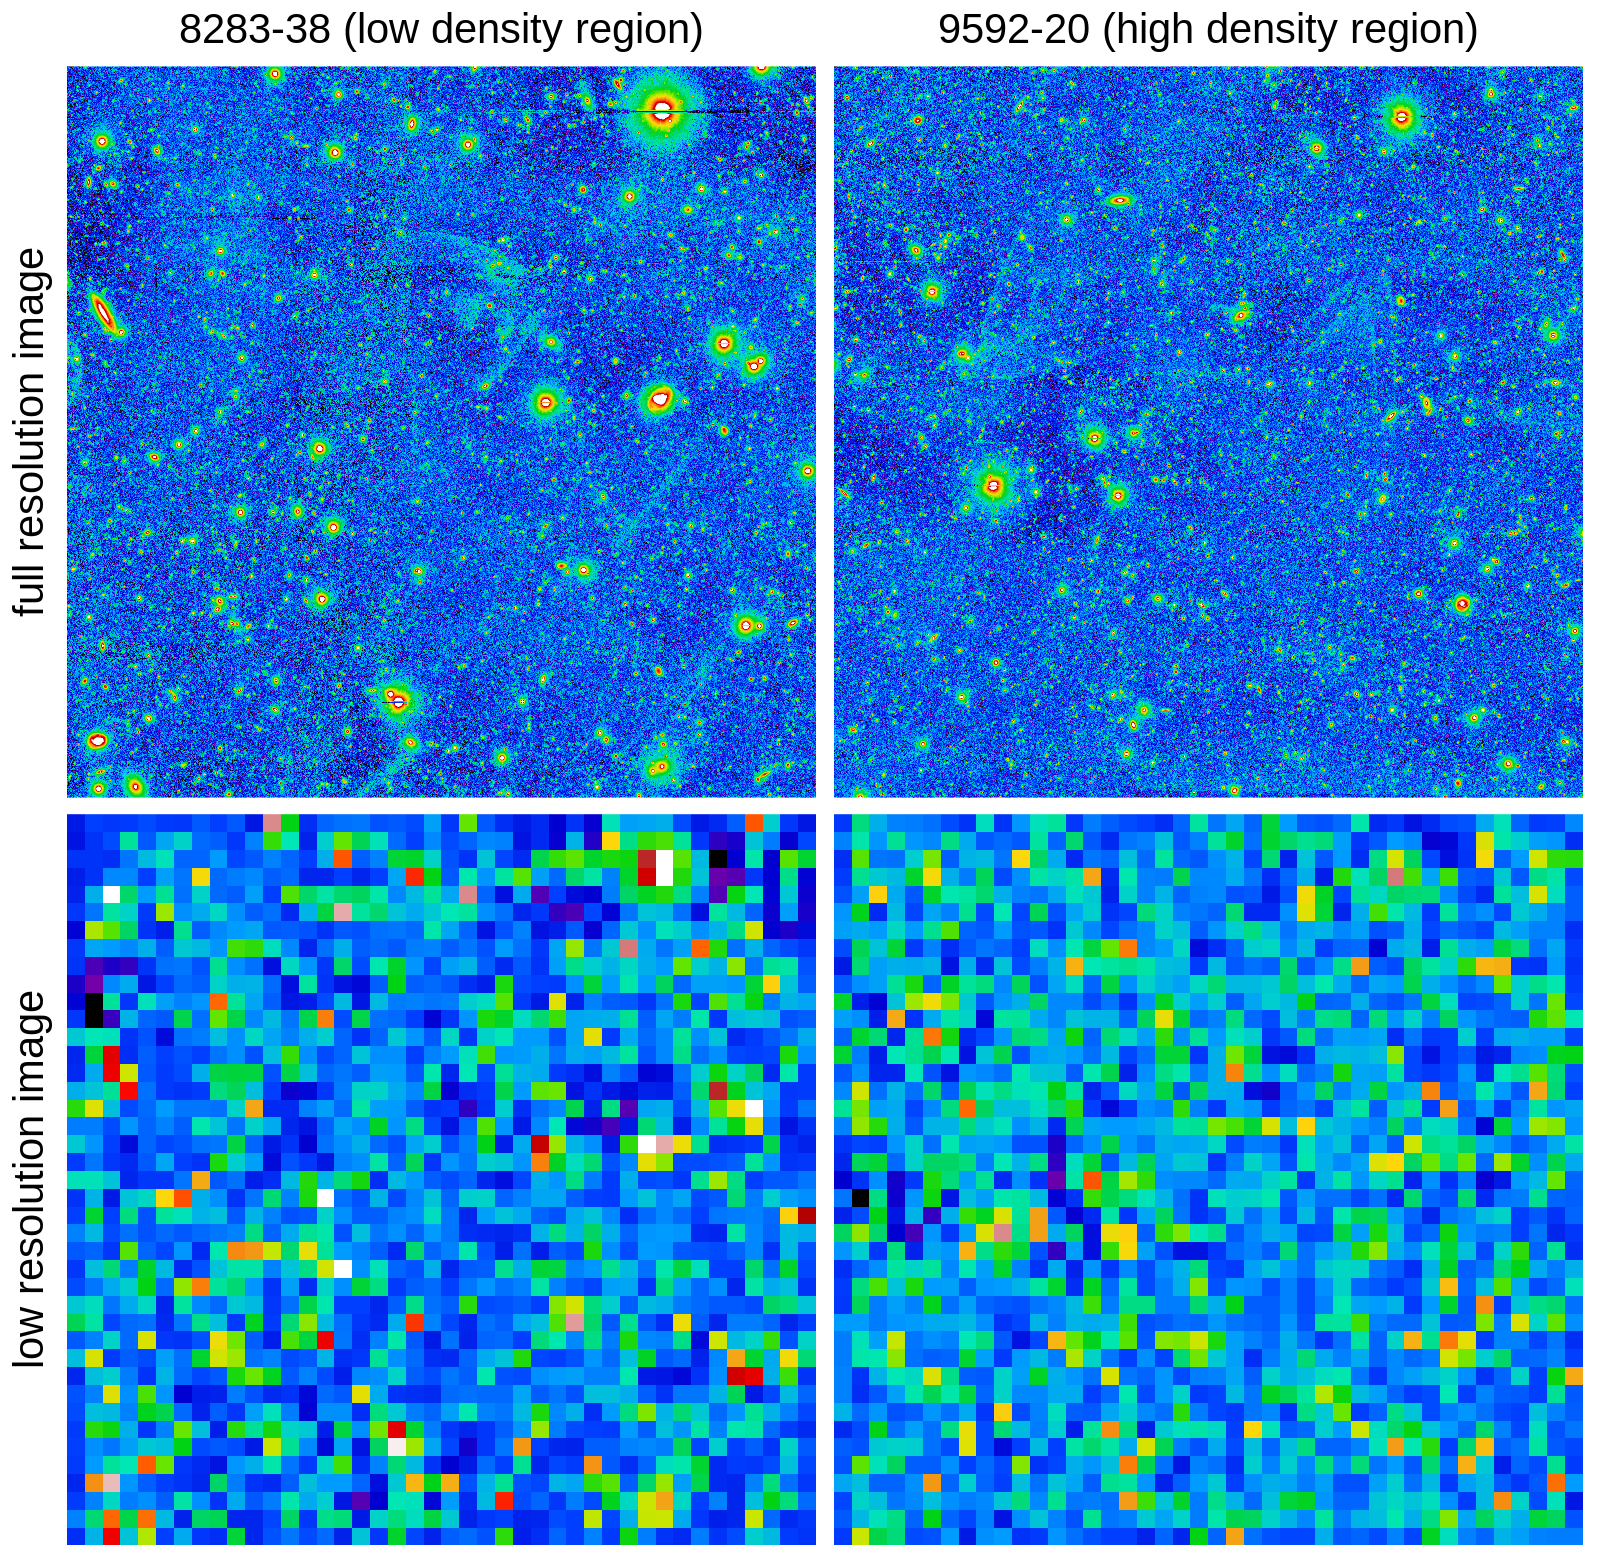 8283-38 (low density region)
9592-20 (high density region)
full resolution image
low resolution image